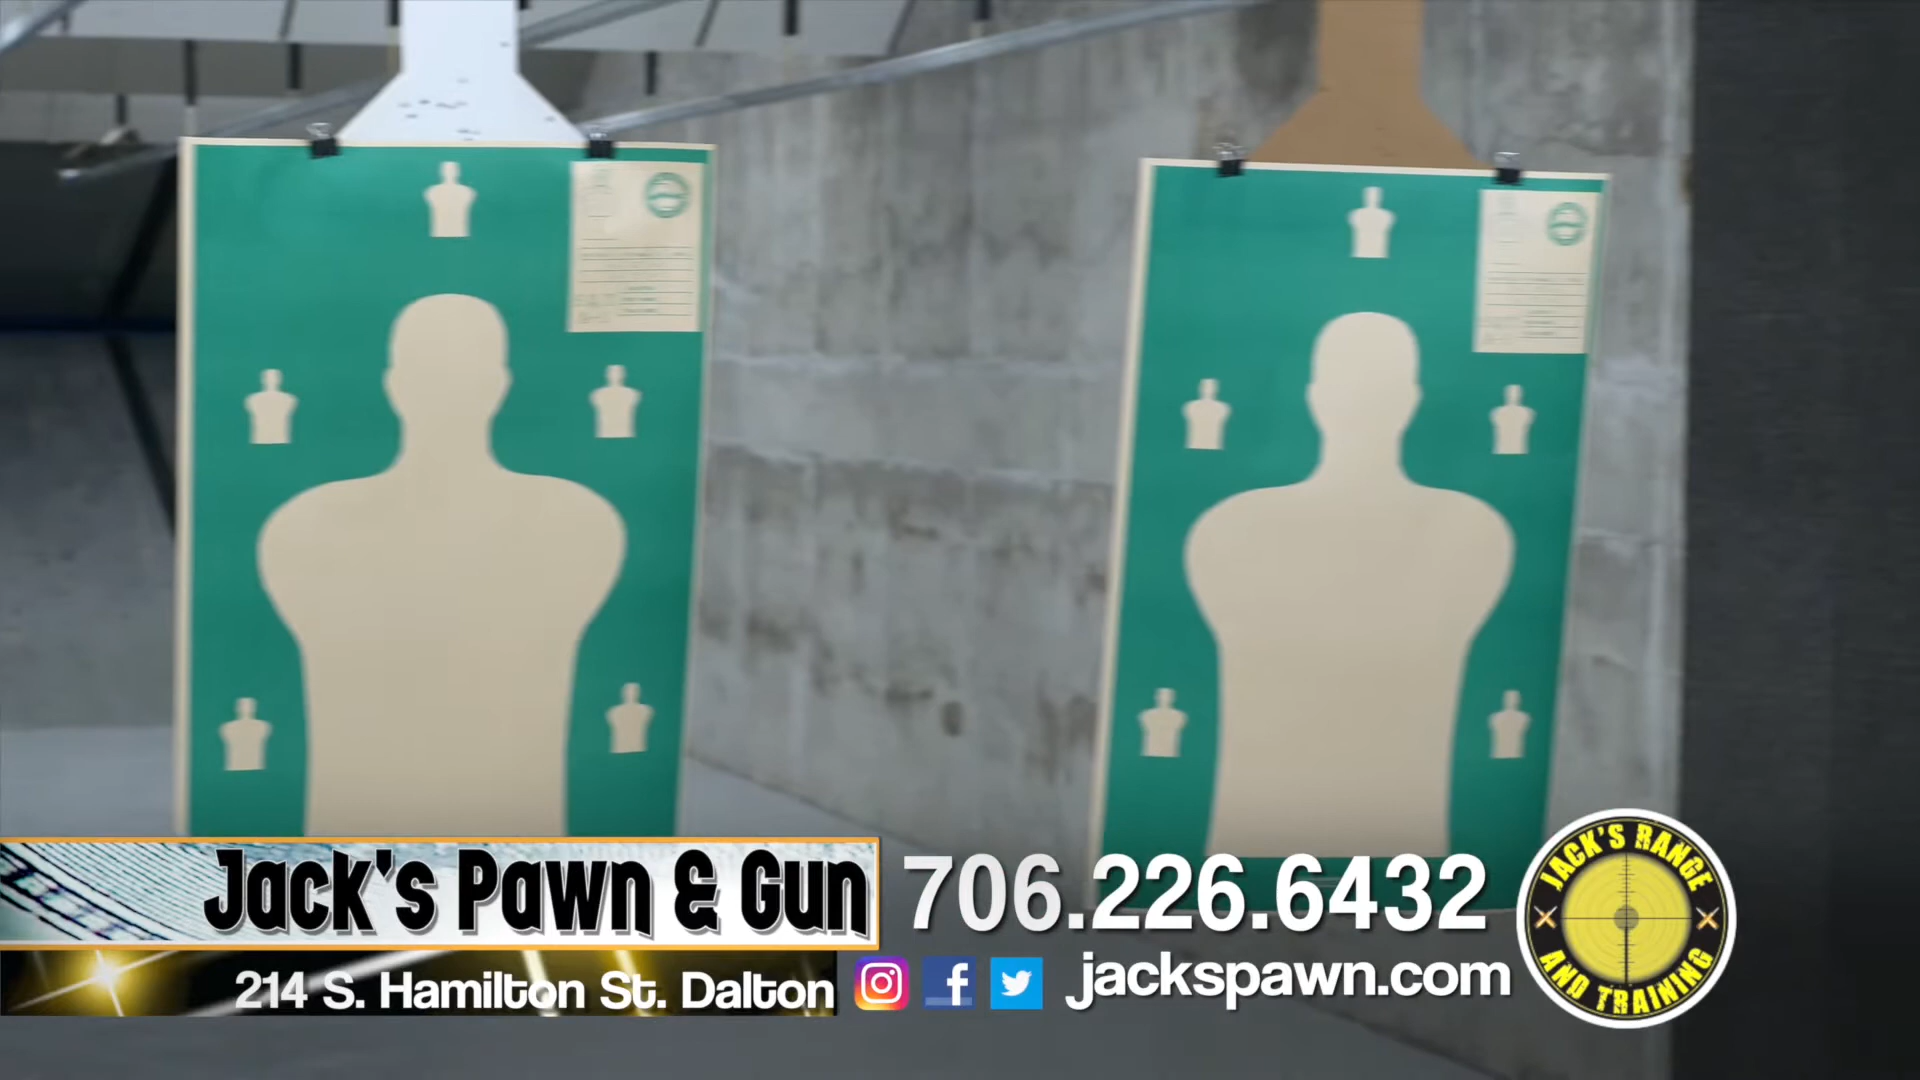 Jack's Pawn & Gun
706.226.6432
214 S. Hamilton St. Dalton
jackspawn.com
JACK'S RANGE
AND TRAINING